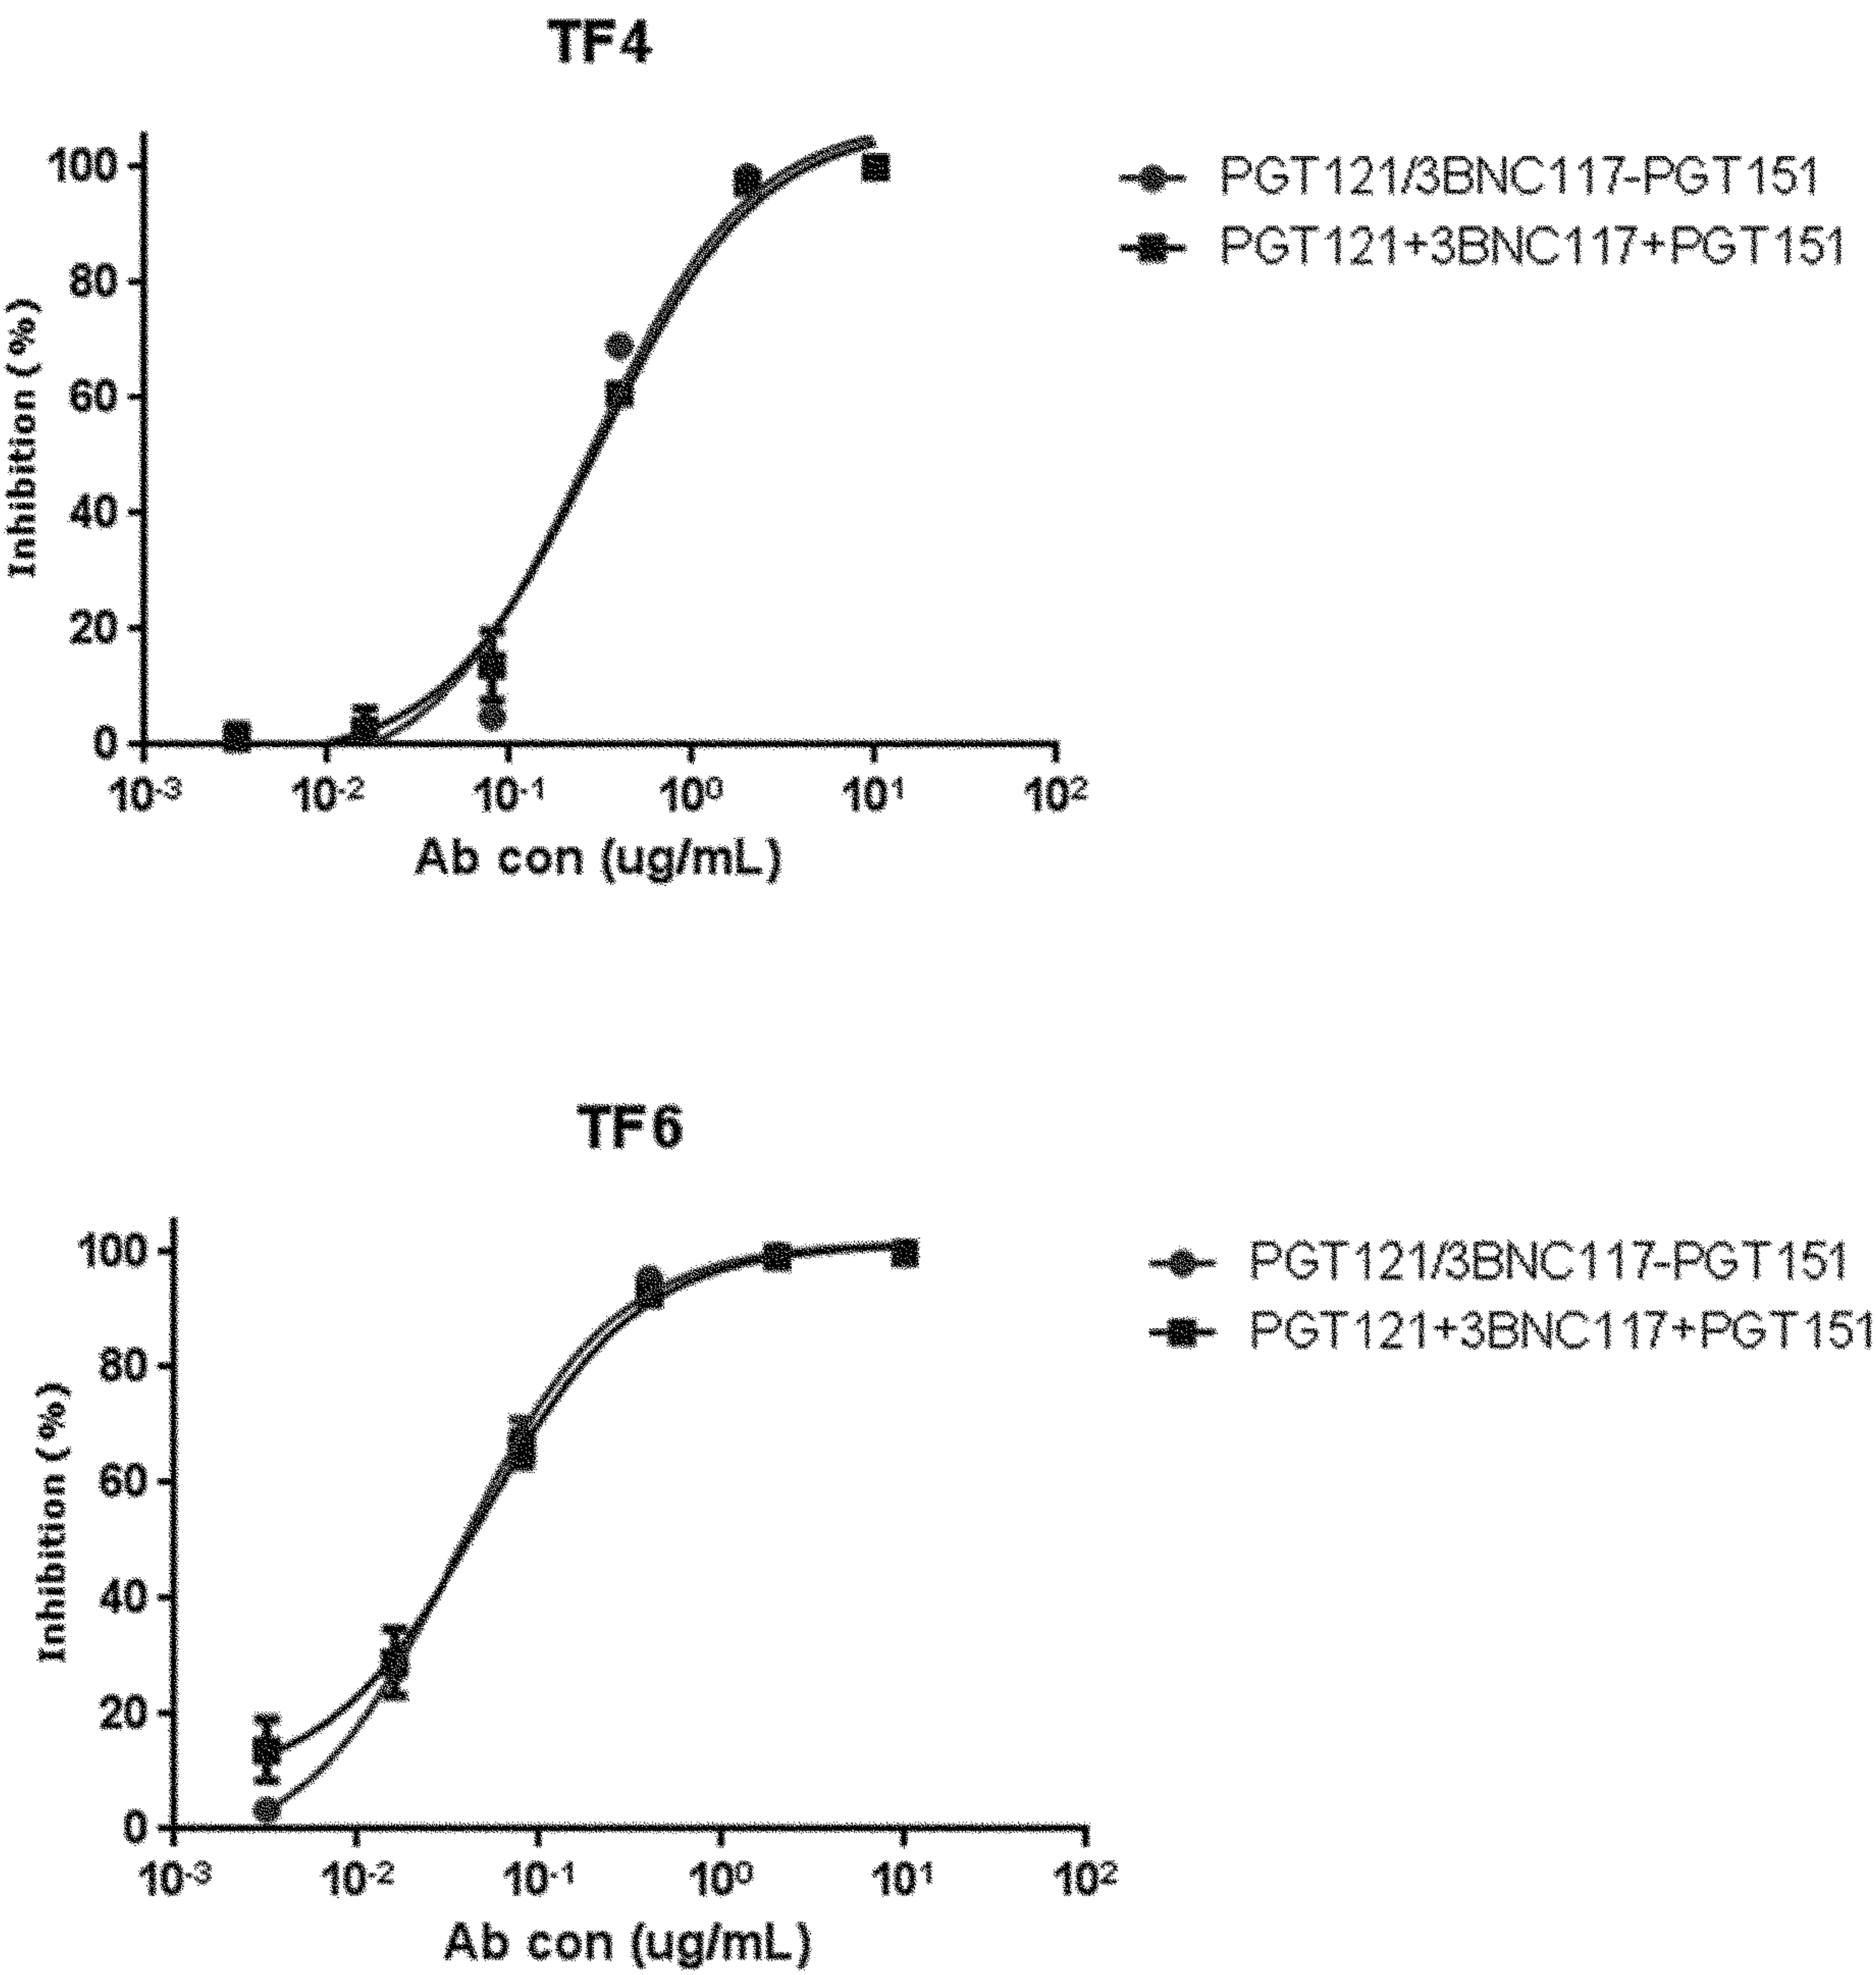 TF4
100
80
60
40
20
0
Inhibition (%)
10-3 10-2 10-1 100 101 102
Ab con (ug/mL)
PGT121/3BNC117-PGT151
PGT121+3BNC117+PGT151
TF6
100
80
60
40
20
0
Inhibition (%)
10-3 10-2 10-1 100 101 102
Ab con (ug/mL)
PGT121/3BNC117-PGT151
PGT121+3BNC117+PGT151